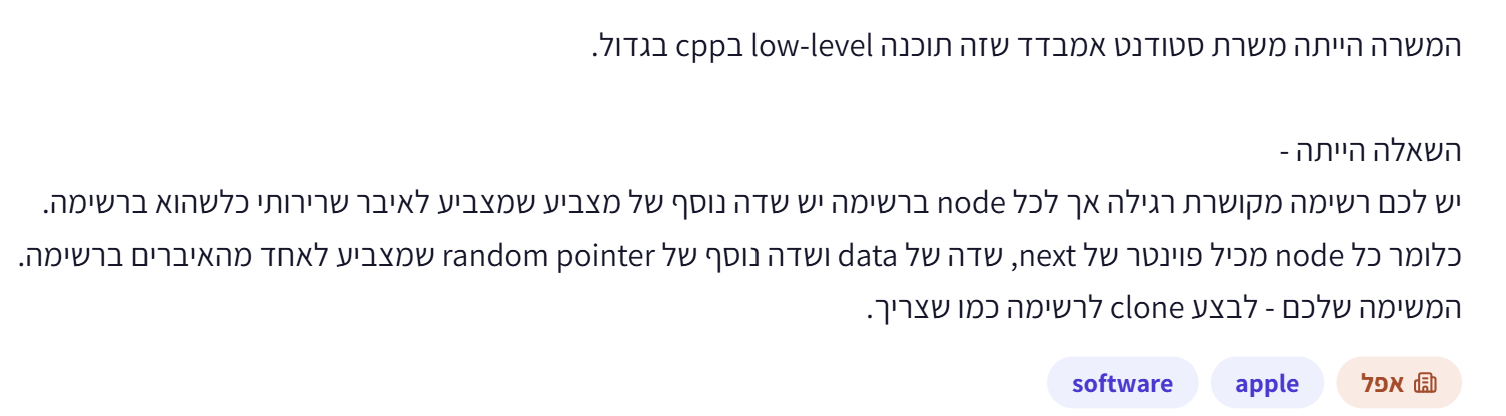 המשרה הייתה משרת סטודנט אמבדד שזה תוכנה low-level בcpp בגדול.
השאלה הייתה -
יש לכם רשימה מקושרת רגילה אך לכל node ברשימה יש שדה נוסף של מצביע שמצביע לאיבר שרירותי כלשהוא ברשימה.
כלומר כל node מכיל פוינטר של next, שדה של data ושדה נוסף של random pointer שמצביע לאחד מהאיברים ברשימה.
המשימה שלכם - לבצע clone לרשימה כמו שצריך.
אפל apple software